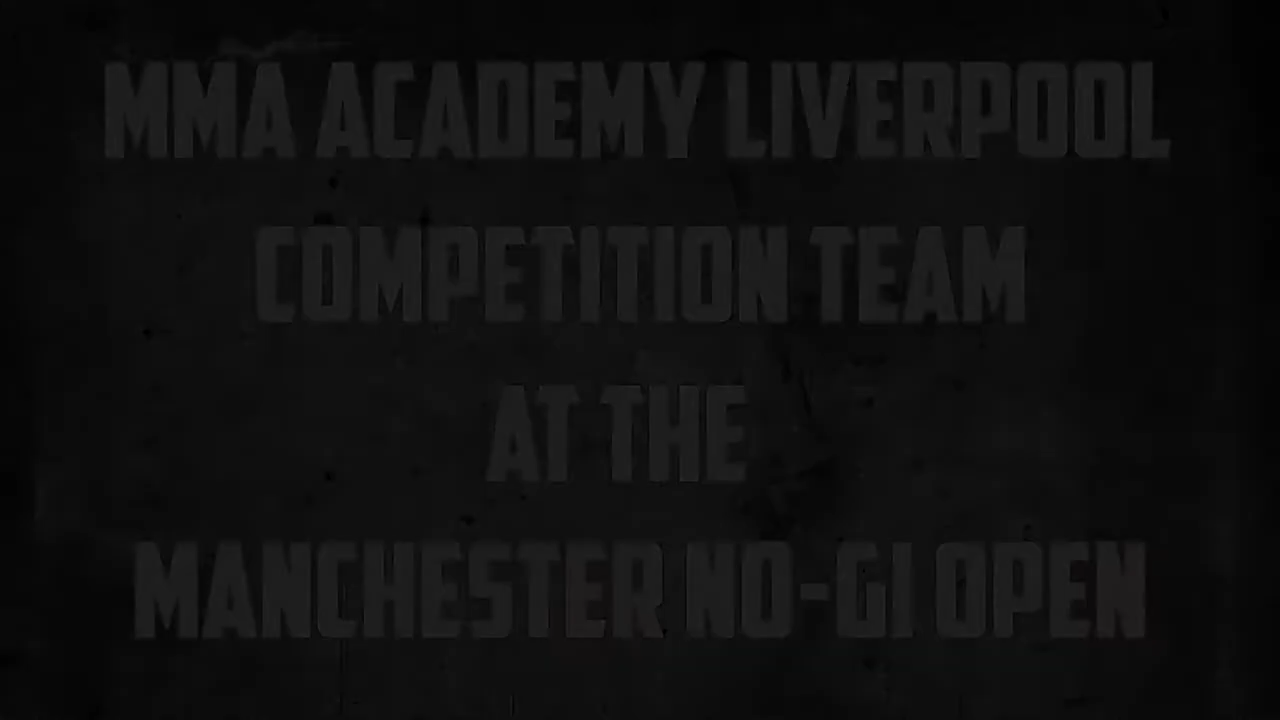 MMA ACADEMY LIVERPOOL
COMPETITION TEAM
AT THE
MANCHESTER NO-GI OPEN